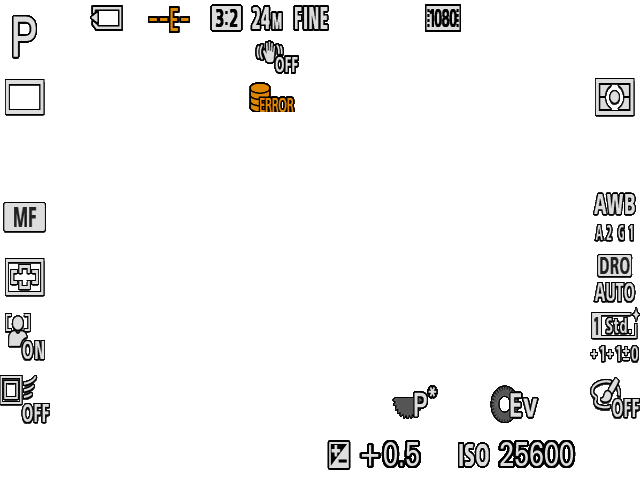 P --E-- 3:2 24M FINE 1080
OFF
ERROR
MF
AWB
A2 G1
DRO
AUTO
1 Std.
ON
+1+1±0
OFF
P* EV
OFF
+0.5 ISO 25600